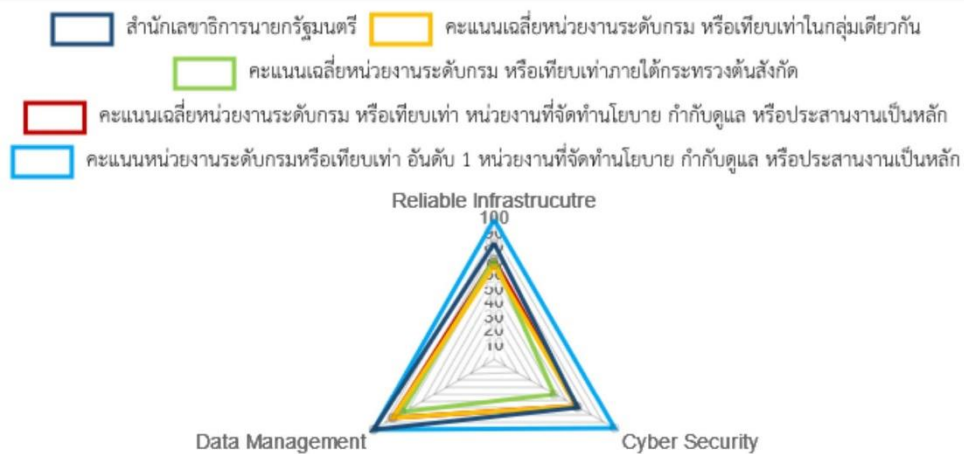 สำนักเลขาธิการนายกรัฐมนตรี คะแนนเฉลี่ยหน่วยงานระดับกรม หรือเทียบเท่าในกลุ่มเดียวกัน
คะแนนเฉลี่ยหน่วยงานระดับกรม หรือเทียบเท่าภายใต้กระทรวงต้นสังกัด
คะแนนเฉลี่ยหน่วยงานระดับกรม หรือเทียบเท่า หน่วยงานที่จัดทำนโยบาย กำกับดูแล หรือประสานงานเป็นหลัก
คะแนนหน่วยงานระดับกรมหรือเทียบเท่า อันดับ 1 หน่วยงานที่จัดทำนโยบาย กำกับดูแล หรือประสานงานเป็นหลัก
Reliable Infrastrucutre
100
90
50
40
30
20
10
Data Management Cyber Security